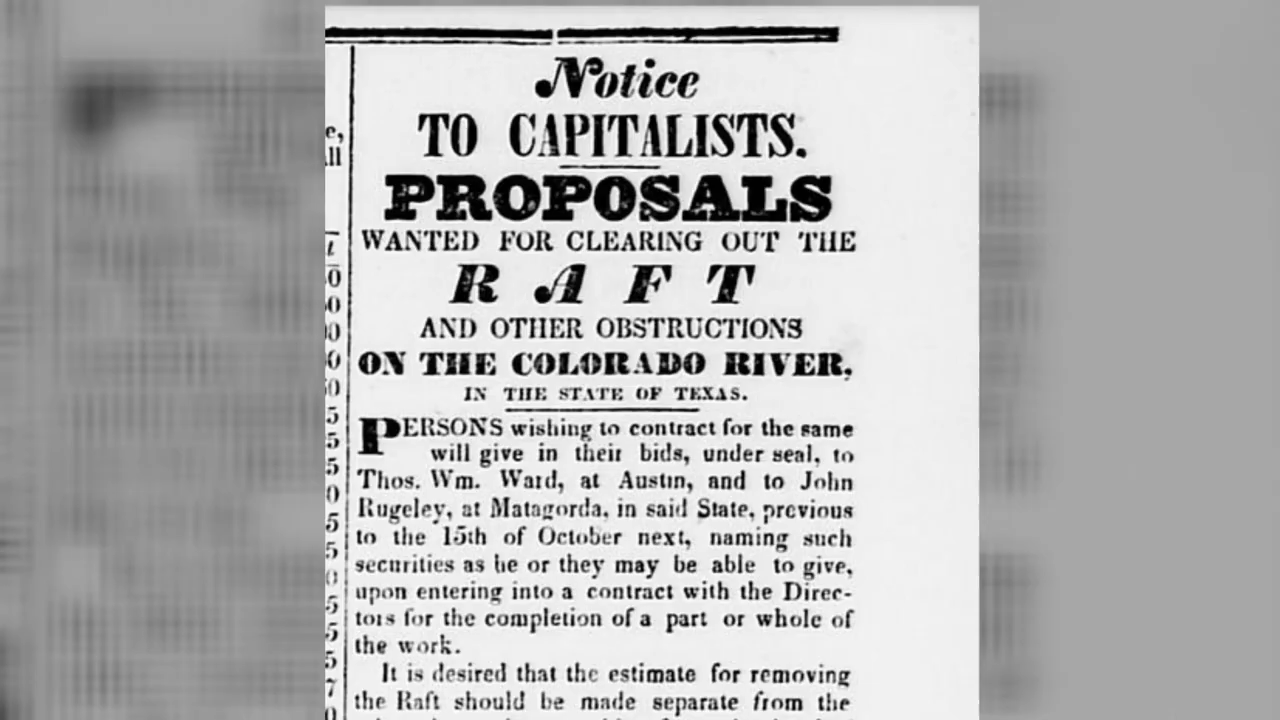 Notice
TO CAPITALISTS.
PROPOSALS
WANTED FOR CLEARING OUT THE
RAFT
AND OTHER OBSTRUCTIONS
ON THE COLORADO RIVER,
IN THE STATE OF TEXAS.
PERSONS wishing to contract for the same
will give in their bids, under seal, to
Thos. Wm. Ward, at Austin, and to John
Rugeley, at Matagorda, in said State, previous
to the 15th of October next, naming such
securities as he or they may be able to give,
upon entering into a contract with the Direc-
tors for the completion of a part or whole of
the work.
It is desired that the estimate for removing
the Raft should be made separate from the